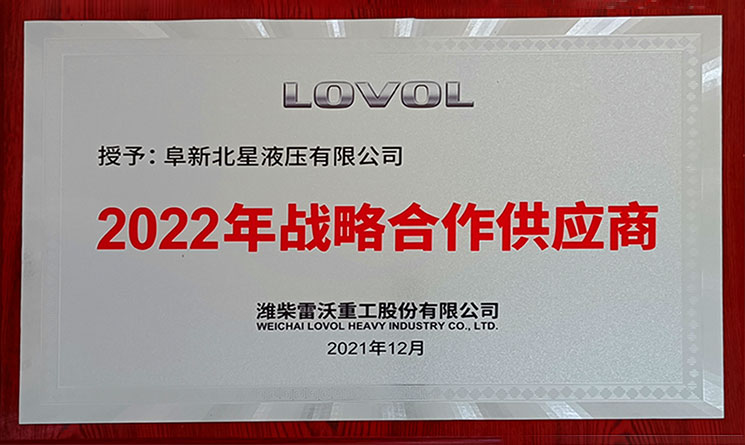 LOVOL
授予：阜新北星液压有限公司
2022年战略合作供应商
潍柴雷沃重工股份有限公司
WEICHAI LOVOL HEAVY INDUSTRY CO., LTD.
2021年12月